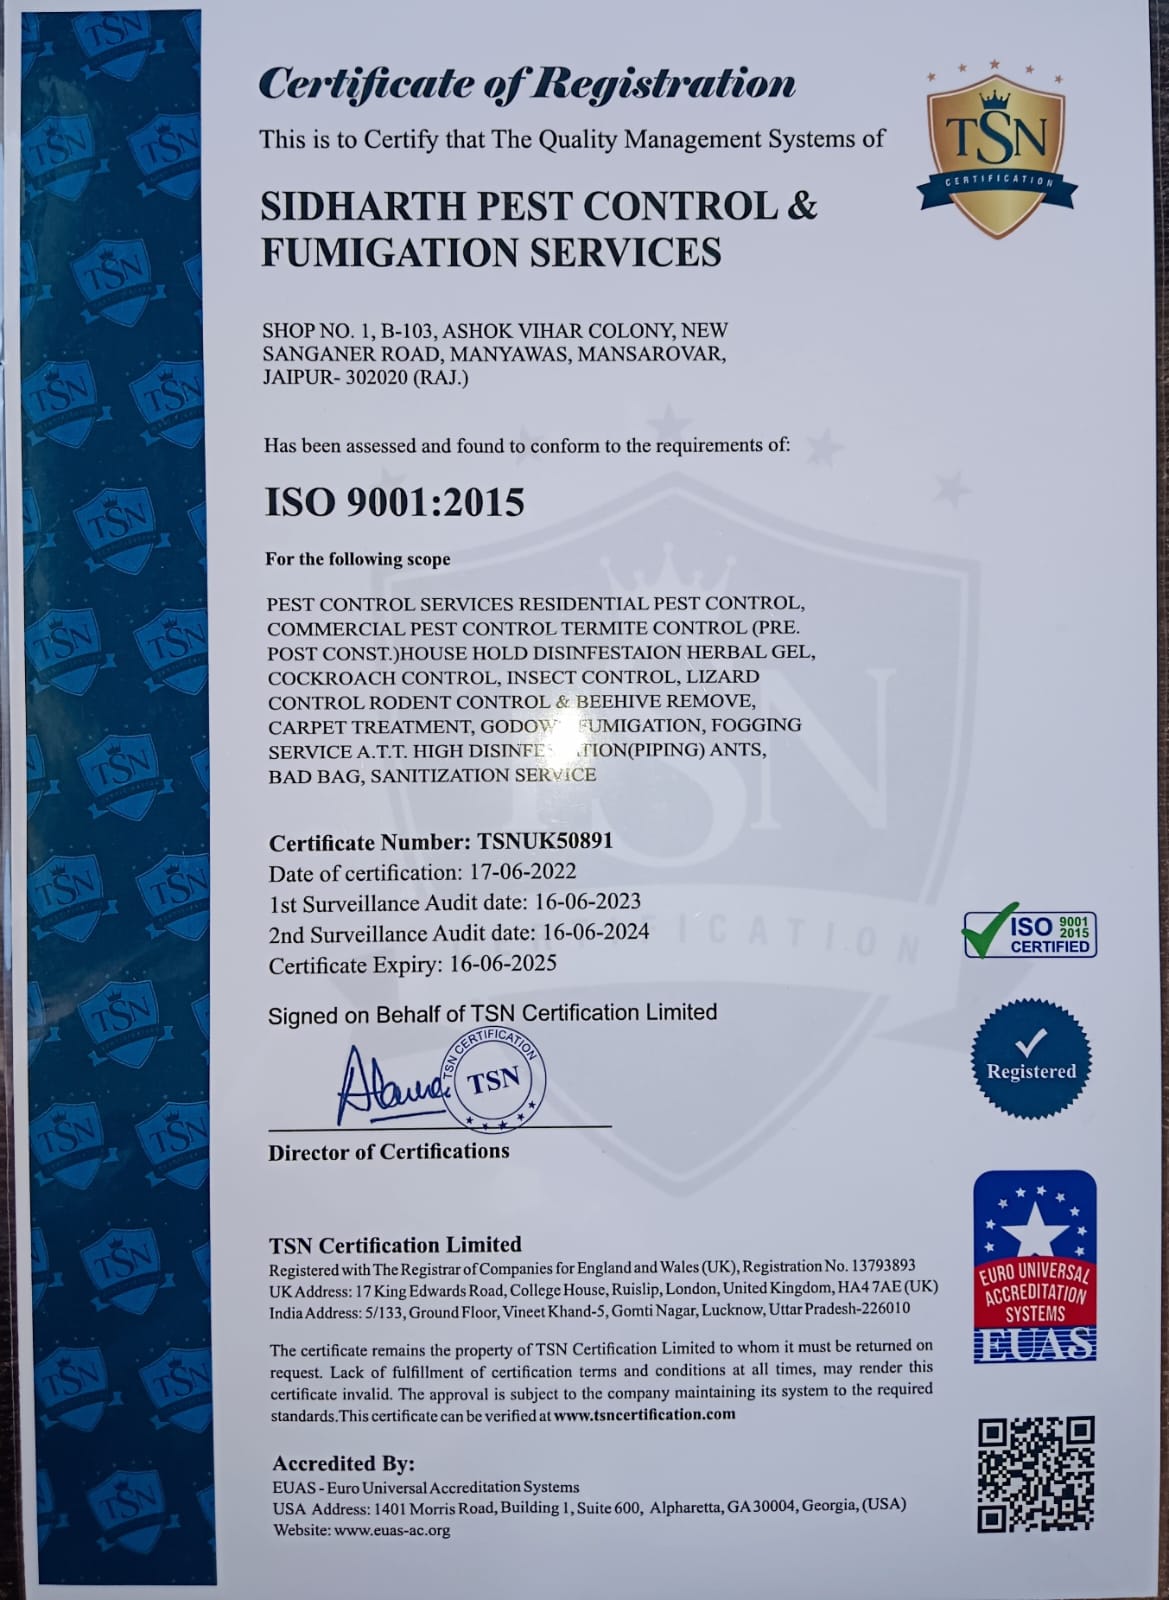 Certificate of Registration
This is to Certify that The Quality Management Systems of
TSN
CERTIFICATION
SIDHARTH PEST CONTROL &
FUMIGATION SERVICES
SHOP NO. 1, B-103, ASHOK VIHAR COLONY, NEW
SANGANER ROAD, MANYAWAS, MANSAROVAR,
JAIPUR- 302020 (RAJ.)
Has been assessed and found to conform to the requirements of:
ISO 9001:2015
For the following scope
PEST CONTROL SERVICES RESIDENTIAL PEST CONTROL,
COMMERCIAL PEST CONTROL TERMITE CONTROL (PRE.
POST CONST.)HOUSE HOLD DISINFESTAION HERBAL GEL,
COCKROACH CONTROL, INSECT CONTROL, LIZARD
CONTROL RODENT CONTROL & BEEHIVE REMOVE,
CARPET TREATMENT, FOGGING
SERVICE A.T.T. HIGH ANTS,
BAD BAG, SANITIZATION SERVICE
Certificate Number: TSNUK50891
Date of certification: 17-06-2022
1st Surveillance Audit date: 16-06-2023
2nd Surveillance Audit date: 16-06-2024
Certificate Expiry: 16-06-2025
ISO 9001 2015
CERTIFIED
Signed on Behalf of TSN Certification Limited
TSN CERTIFICATION
TSN
Registered
Director of Certifications
EURO UNIVERSAL
ACCREDITATION
SYSTEMS
EUAS
TSN Certification Limited
Registered with The Registrar of Companies for England and Wales (UK), Registration No. 13793893
UK Address: 17 King Edwards Road, College House, Ruislip, London, United Kingdom, HA4 7AE (UK)
India Address: 5/133, Ground Floor, Vineet Khand-5, Gomti Nagar, Lucknow, Uttar Pradesh-226010
The certificate remains the property of TSN Certification Limited to whom it must be returned on
request. Lack of fulfillment of certification terms and conditions at all times, may render this
certificate invalid. The approval is subject to the company maintaining its system to the required
standards.This certificate can be verified at www.tsncertification.com
Accredited By:
EUAS - Euro Universal Accreditation Systems
USA Address: 1401 Morris Road, Building 1, Suite 600, Alpharetta, GA 30004, Georgia, (USA)
Website: www.euas-ac.org